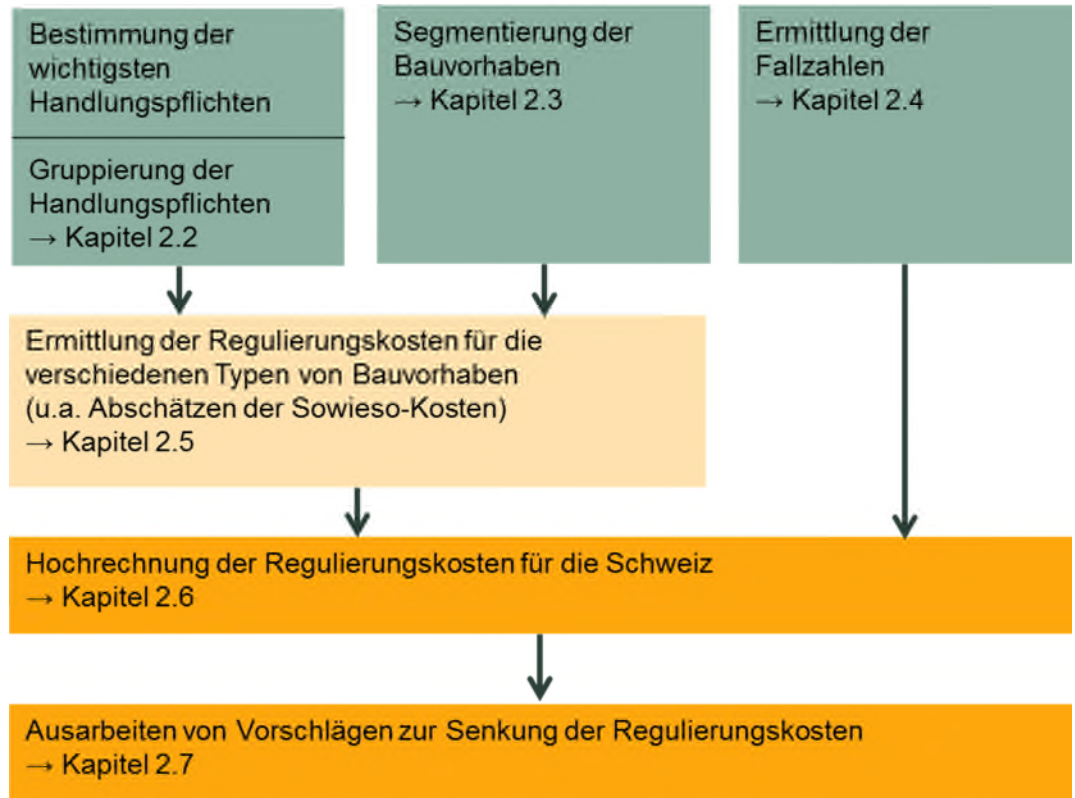 Bestimmung der
wichtigsten
Handlungspflichten
Gruppierung der
Handlungspflichten
→ Kapitel 2.2
Segmentierung der
Bauvorhaben
→ Kapitel 2.3
Ermittlung der
Fallzahlen
→ Kapitel 2.4
Ermittlung der Regulierungskosten für die
verschiedenen Typen von Bauvorhaben
(u.a. Abschätzen der Sowieso-Kosten)
→ Kapitel 2.5
Hochrechnung der Regulierungskosten für die Schweiz
→ Kapitel 2.6
Ausarbeiten von Vorschlägen zur Senkung der Regulierungskosten
→ Kapitel 2.7